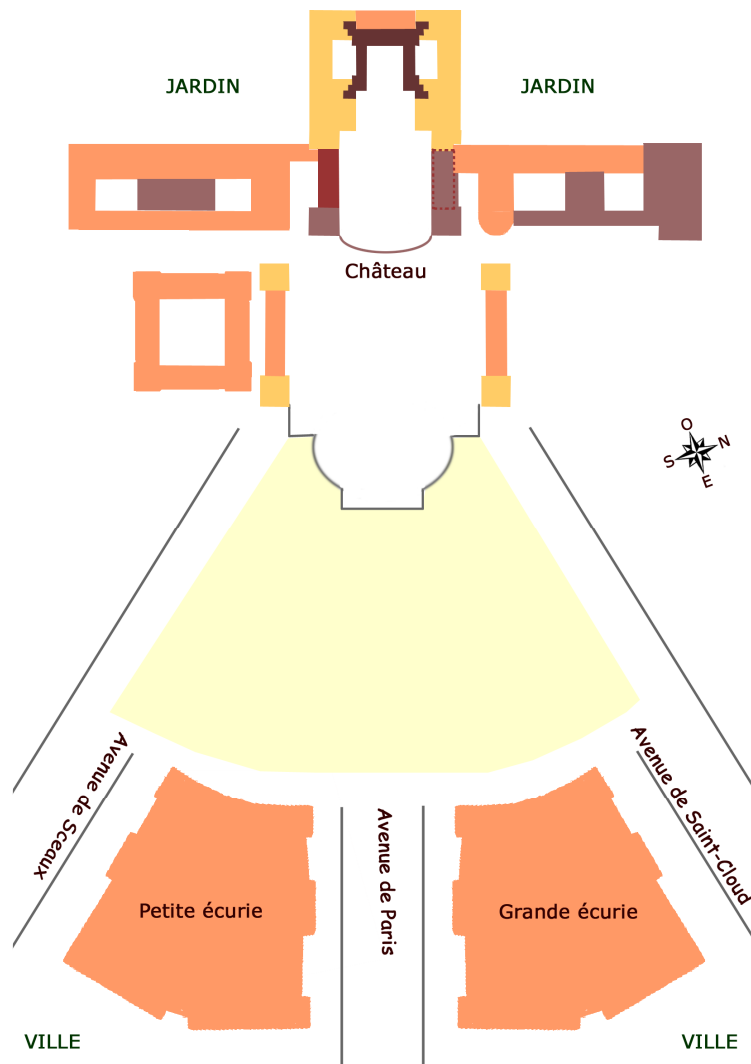 JARDIN
JARDIN
Château
O
N
S
E
Avenue de Sceaux
Avenue de Paris
Avenue de Saint-Cloud
Petite écurie
Grande écurie
VILLE
VILLE